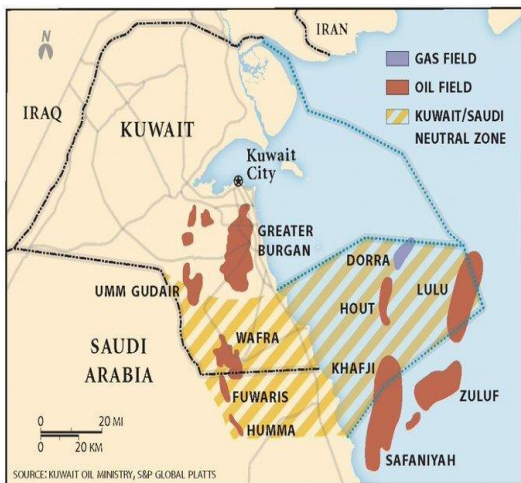 N
IRAN
IRAQ
KUWAIT
Kuwait
City
GAS FIELD
OIL FIELD
KUWAIT/SAUDI
NEUTRAL ZONE
GREATER
BURGAN
DORRA
UMM GUDAIR
HOUT
LULU
WAFRA
SAUDI
ARABIA
KHAFJI
FUWARIS
ZULUF
HUMMA
0 20 MI
0 20 KM
SAFANIYAH
SOURCE: KUWAIT OIL MINISTRY, S&P GLOBAL PLATTS